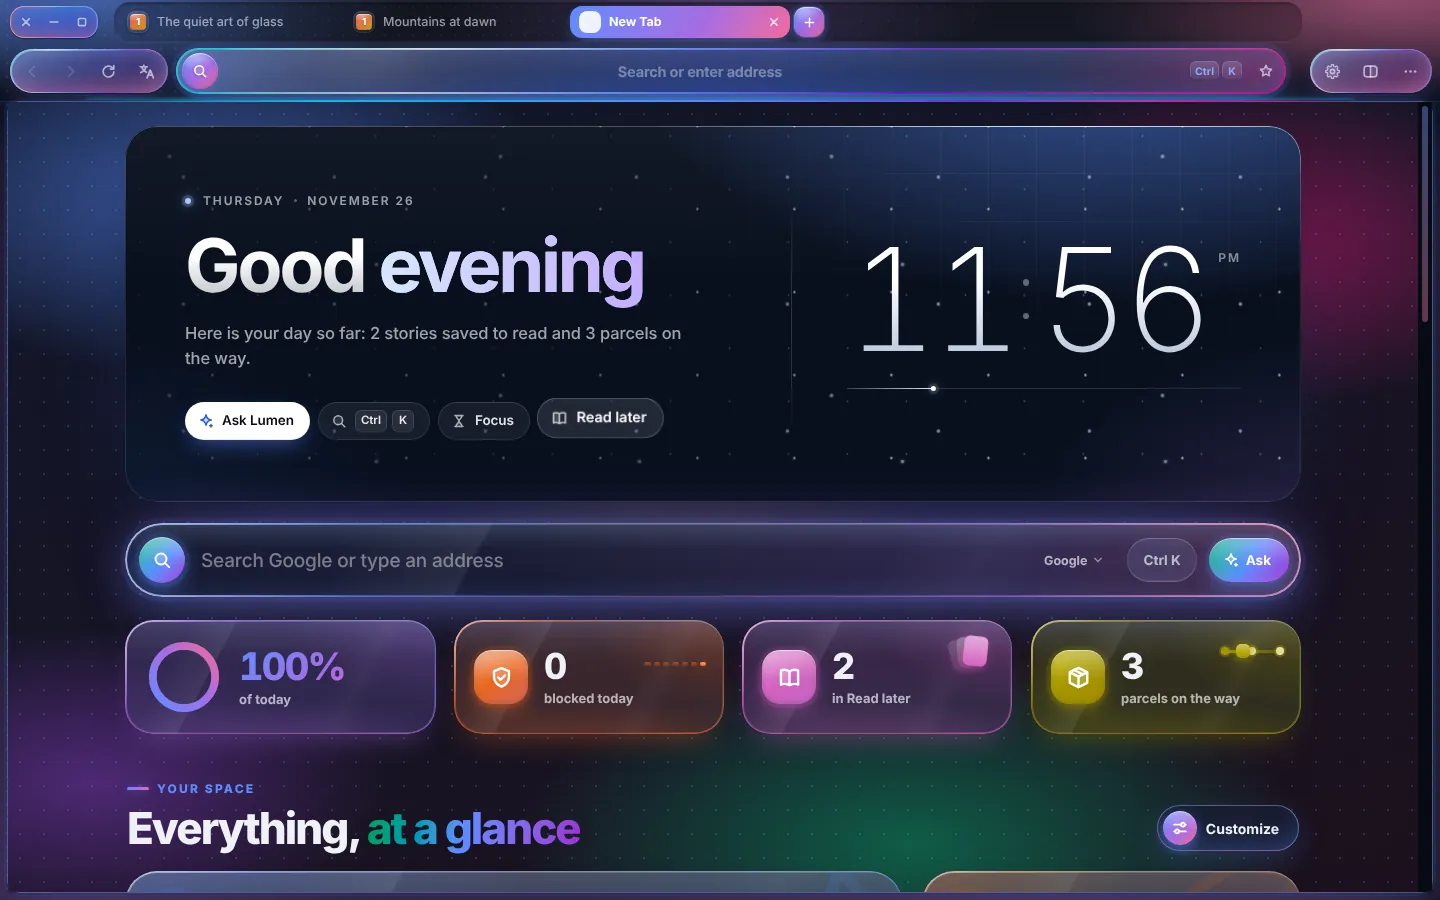 The quiet art of glass
Mountains at dawn
New Tab
Search or enter address
Ctrl K
THURSDAY • NOVEMBER 26
Good evening
Here is your day so far: 2 stories saved to read and 3 parcels on
the way.
11:56 PM
Ask Lumen
Ctrl K
Focus
Read later
Search Google or type an address
Google
Ctrl K
Ask
100%
of today
0
blocked today
2
in Read later
3
parcels on the way
YOUR SPACE
Everything, at a glance
Customize